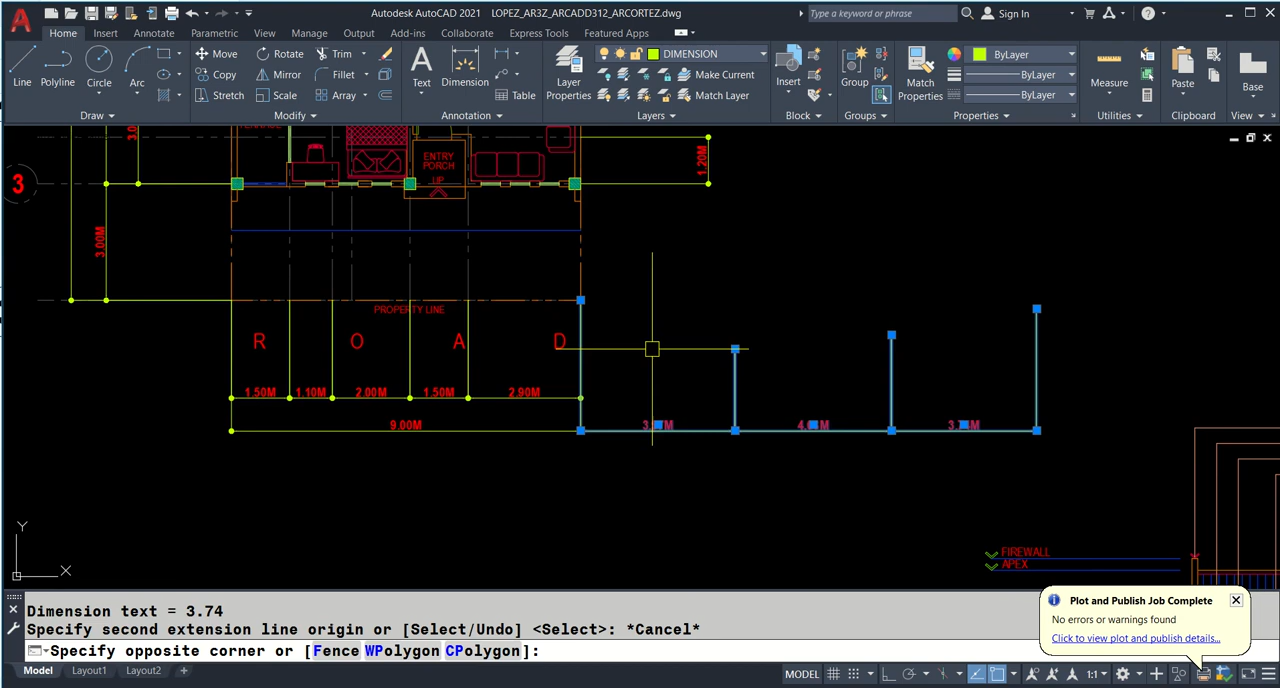 Autodesk AutoCAD 2021 LOPEZ_AR3Z_ARCADD312_ARCORTEZ.dwg
Type a keyword or phrase
Sign In
Home Insert Annotate Parametric View Manage Output Add-ins Collaborate Express Tools Featured Apps
Line Polyline Circle Arc
Move Rotate Trim
Copy Mirror Fillet
Stretch Scale Array
Text Dimension Table
Layer Properties
DIMENSION
Make Current
Match Layer
Insert
Group
Match Properties
ByLayer
ByLayer
ByLayer
Measure
Paste
Base
Draw Modify Annotation Layers Block Groups Properties Utilities Clipboard View
ENTRY
PORCH
UP
1.20M
3
3.00M
PROPERTY LINE
R O A D
1.50M 1.10M 2.00M 1.50M 2.90M
9.00M
Y
X
FIREWALL
APEX
Dimension text = 3.74
Specify second extension line origin or [Select/Undo] <Select>: *Cancel*
Specify opposite corner or [Fence WPolygon CPolygon]:
Plot and Publish Job Complete
No errors or warnings found
Click to view plot and publish details...
Model Layout1 Layout2 +
MODEL
1:1